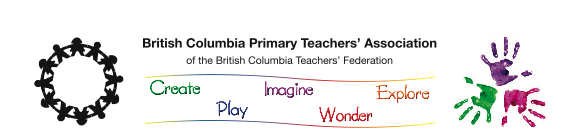 British Columbia Primary Teachers' Association
of the British Columbia Teachers' Federation
Create Imagine Explore
Play Wonder